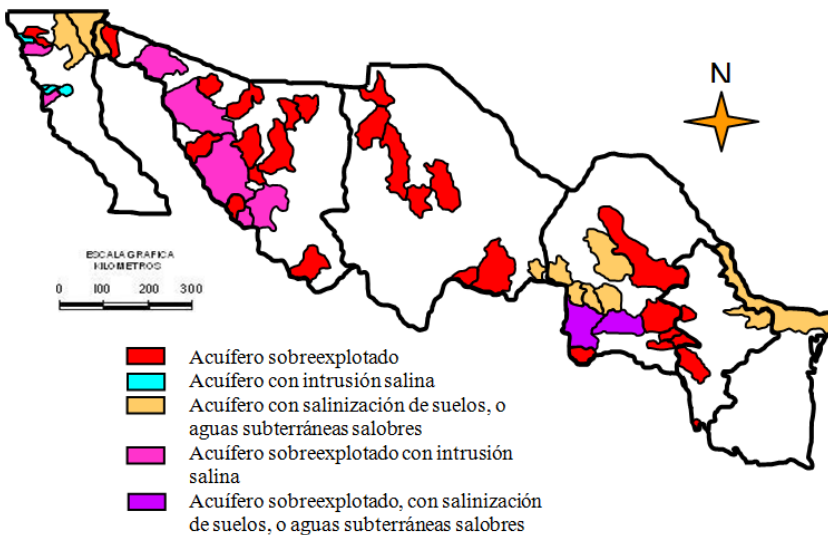 N
ESCALA GRAFICA
KILOMETROS
0 100 200 300
Acuífero sobreexplotado
Acuífero con intrusión salina
Acuífero con salinización de suelos, o
aguas subterráneas salobres
Acuífero sobreexplotado con intrusión
salina
Acuífero sobreexplotado, con salinización
de suelos, o aguas subterráneas salobres